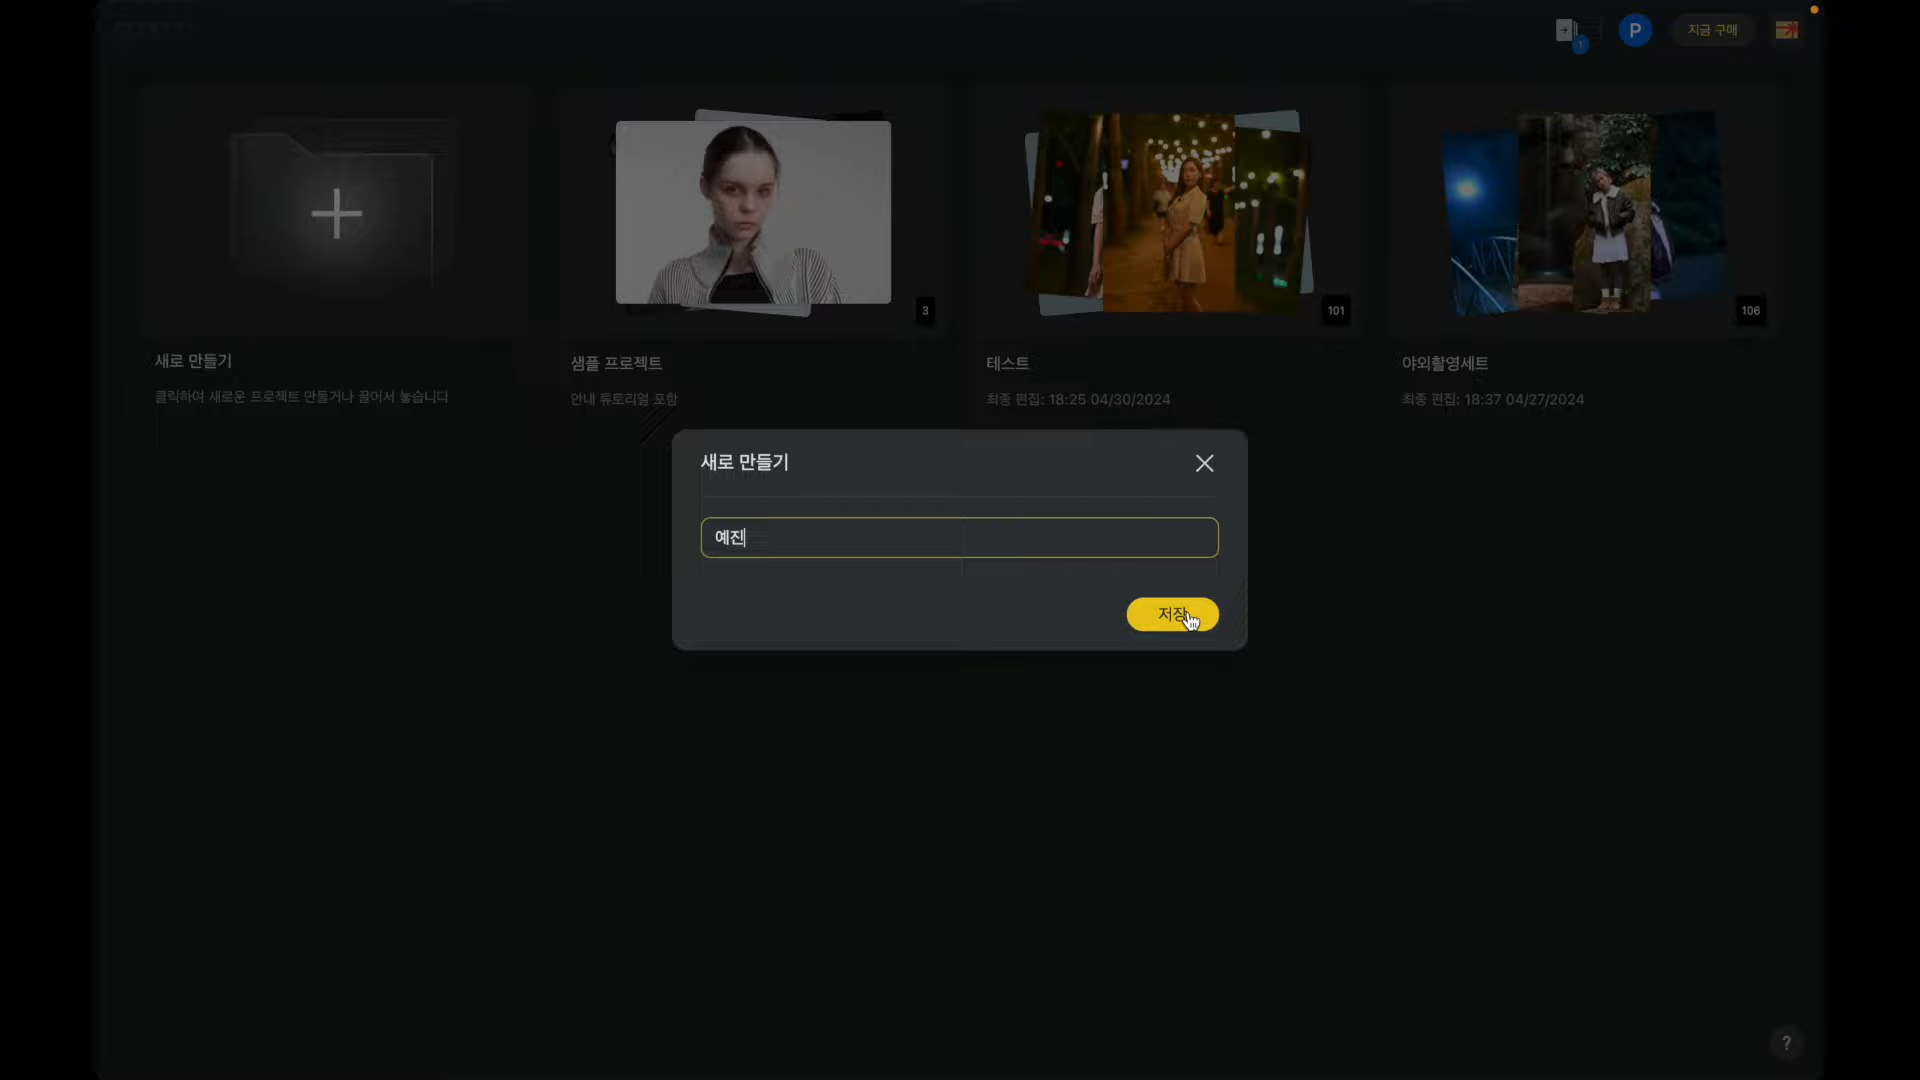 1
P
지금 구매
3
101
106
새로 만들기
클릭하여 새로운 프로젝트 만들거나 끌어서 놓습니다
샘플 프로젝트
안내 튜토리얼 포함
테스트
최종 편집: 18:25 04/30/2024
야외촬영세트
최종 편집: 18:37 04/27/2024
새로 만들기
예진
저장
?